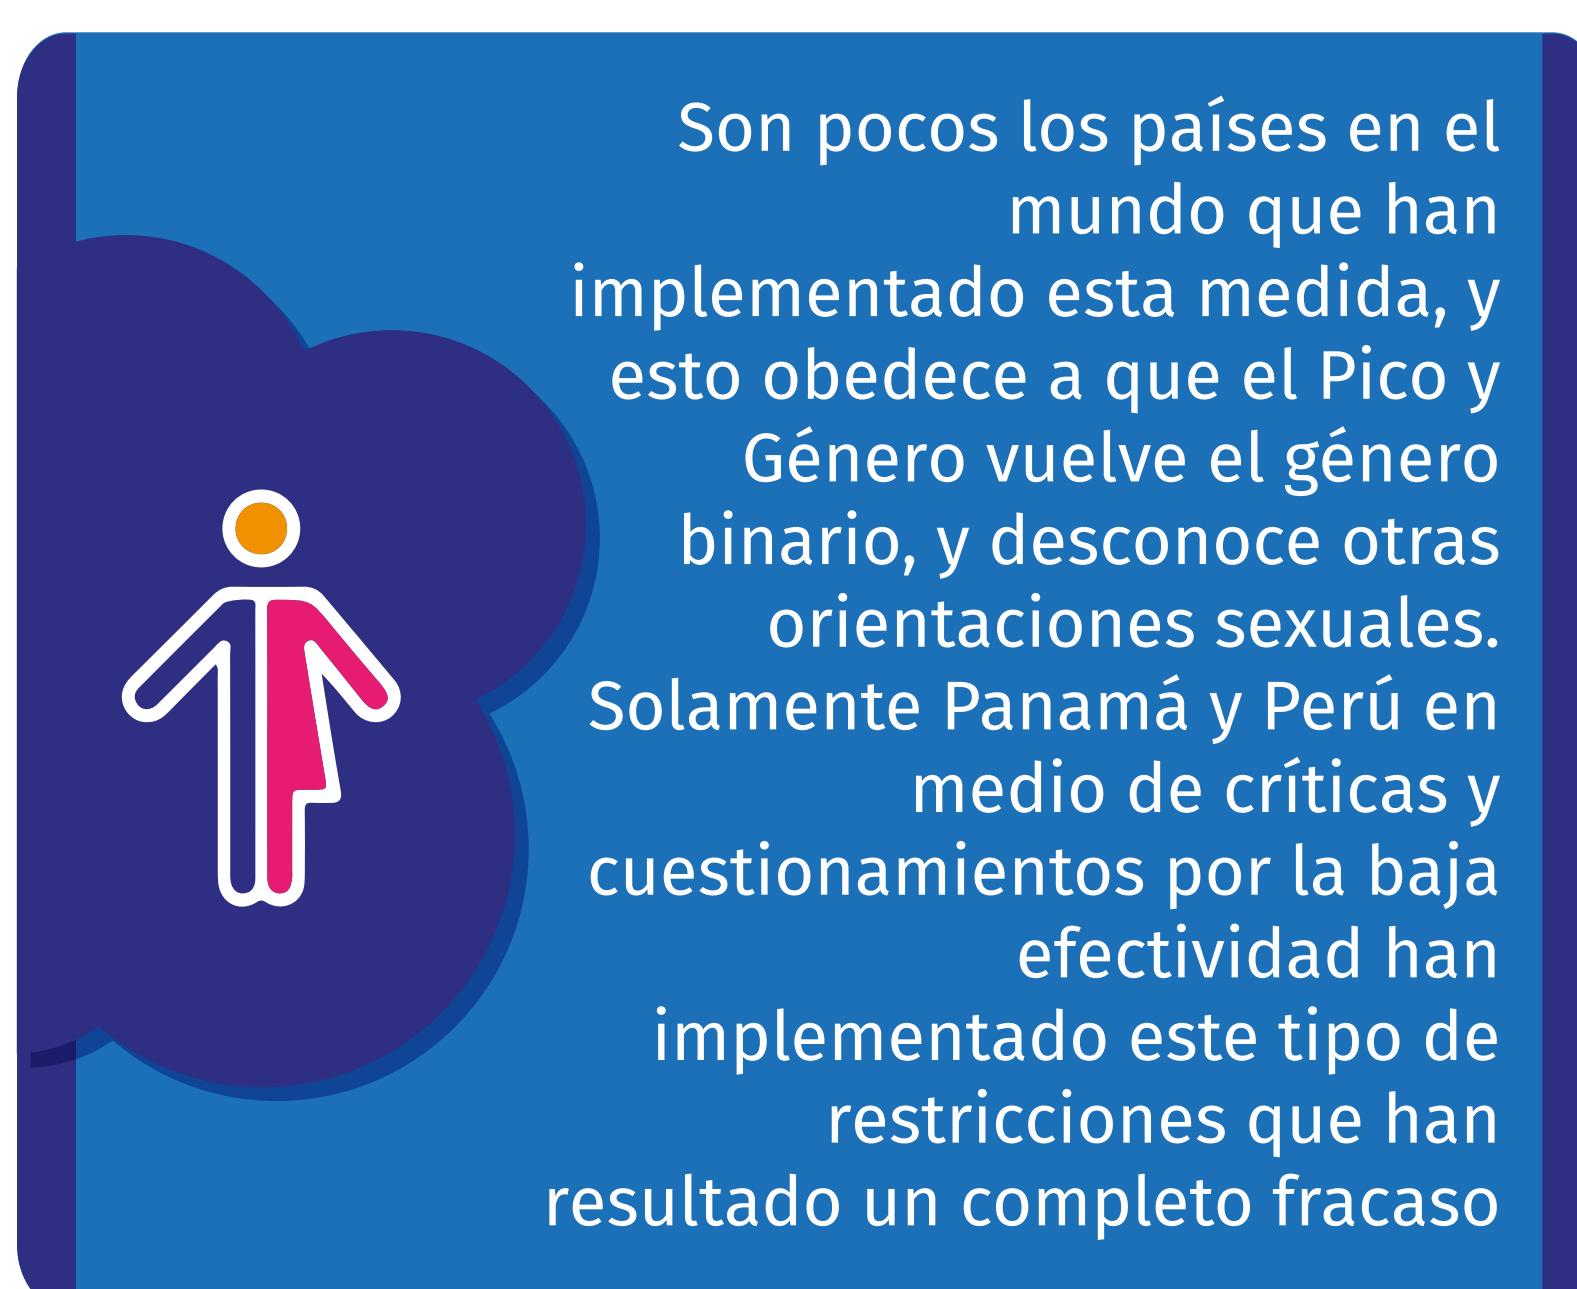 Son pocos los países en el
mundo que han
implementado esta medida, y
esto obedece a que el Pico y
Género vuelve el género
binario, y desconoce otras
orientaciones sexuales.
Solamente Panamá y Perú en
medio de críticas y
cuestionamientos por la baja
efectividad han
implementado este tipo de
restricciones que han
resultado un completo fracaso